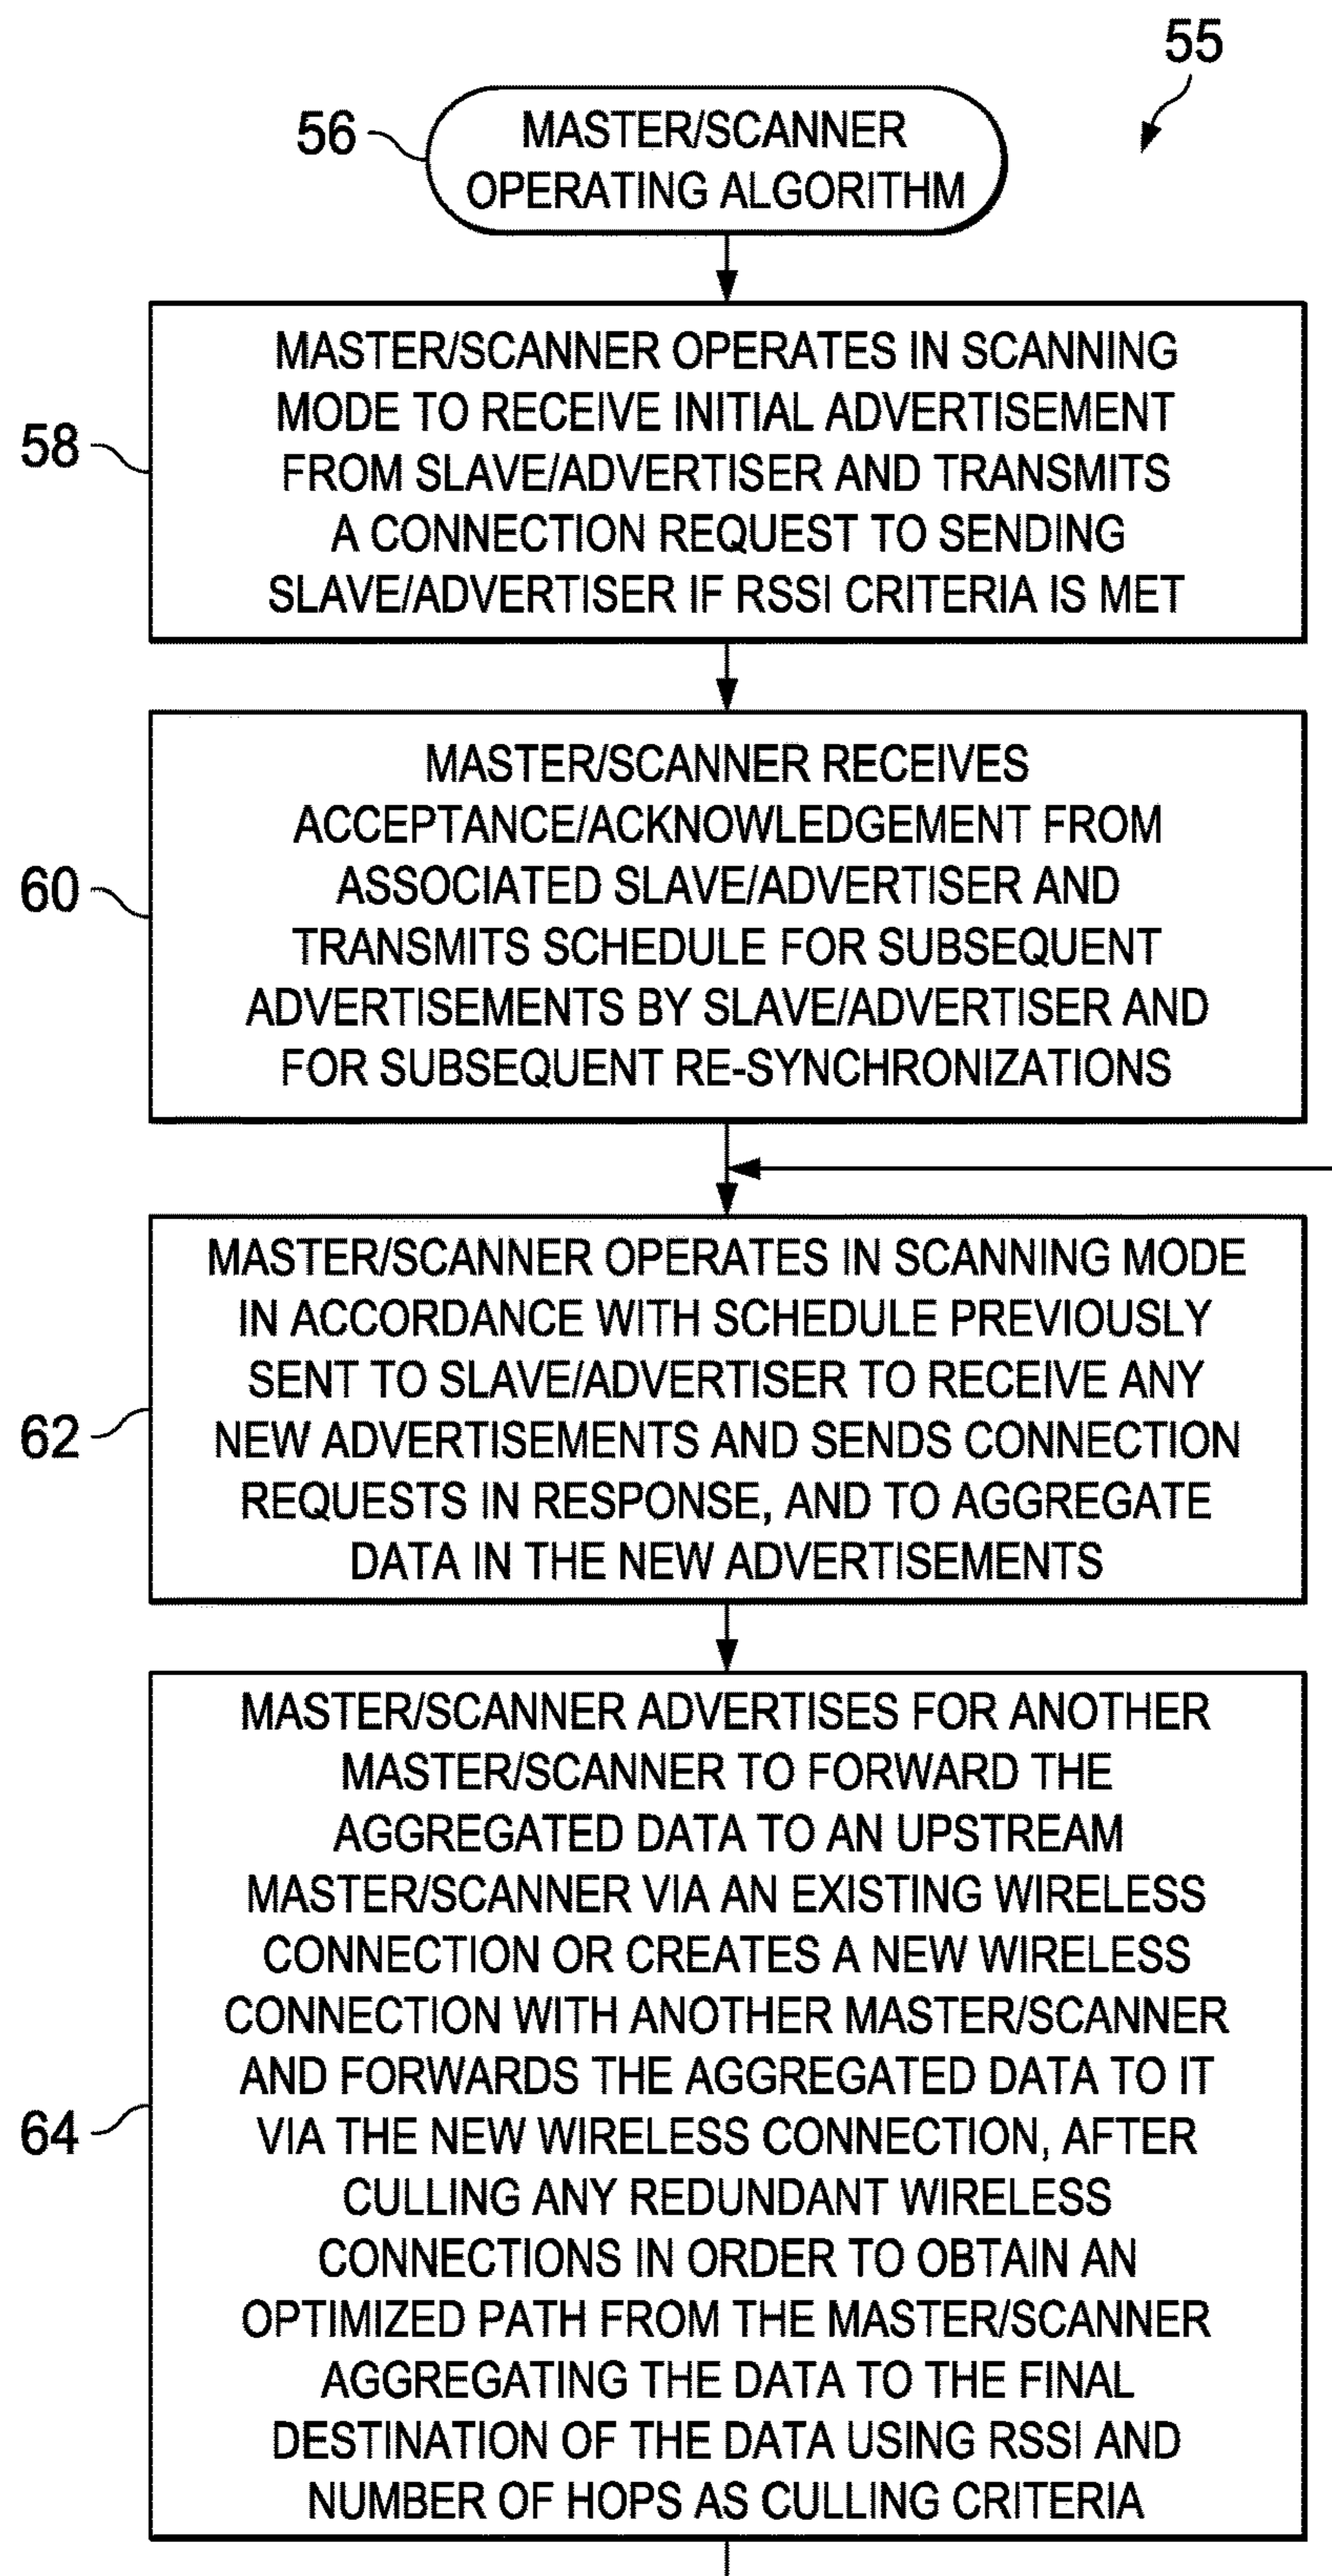 55
56
MASTER/SCANNER
OPERATING ALGORITHM
58
MASTER/SCANNER OPERATES IN SCANNING
MODE TO RECEIVE INITIAL ADVERTISEMENT
FROM SLAVE/ADVERTISER AND TRANSMITS
A CONNECTION REQUEST TO SENDING
SLAVE/ADVERTISER IF RSSI CRITERIA IS MET
60
MASTER/SCANNER RECEIVES
ACCEPTANCE/ACKNOWLEDGEMENT FROM
ASSOCIATED SLAVE/ADVERTISER AND
TRANSMITS SCHEDULE FOR SUBSEQUENT
ADVERTISEMENTS BY SLAVE/ADVERTISER AND
FOR SUBSEQUENT RE-SYNCHRONIZATIONS
62
MASTER/SCANNER OPERATES IN SCANNING MODE
IN ACCORDANCE WITH SCHEDULE PREVIOUSLY
SENT TO SLAVE/ADVERTISER TO RECEIVE ANY
NEW ADVERTISEMENTS AND SENDS CONNECTION
REQUESTS IN RESPONSE, AND TO AGGREGATE
DATA IN THE NEW ADVERTISEMENTS
64
MASTER/SCANNER ADVERTISES FOR ANOTHER
MASTER/SCANNER TO FORWARD THE
AGGREGATED DATA TO AN UPSTREAM
MASTER/SCANNER VIA AN EXISTING WIRELESS
CONNECTION OR CREATES A NEW WIRELESS
CONNECTION WITH ANOTHER MASTER/SCANNER
AND FORWARDS THE AGGREGATED DATA TO IT
VIA THE NEW WIRELESS CONNECTION, AFTER
CULLING ANY REDUNDANT WIRELESS
CONNECTIONS IN ORDER TO OBTAIN AN
OPTIMIZED PATH FROM THE MASTER/SCANNER
AGGREGATING THE DATA TO THE FINAL
DESTINATION OF THE DATA USING RSSI AND
NUMBER OF HOPS AS CULLING CRITERIA